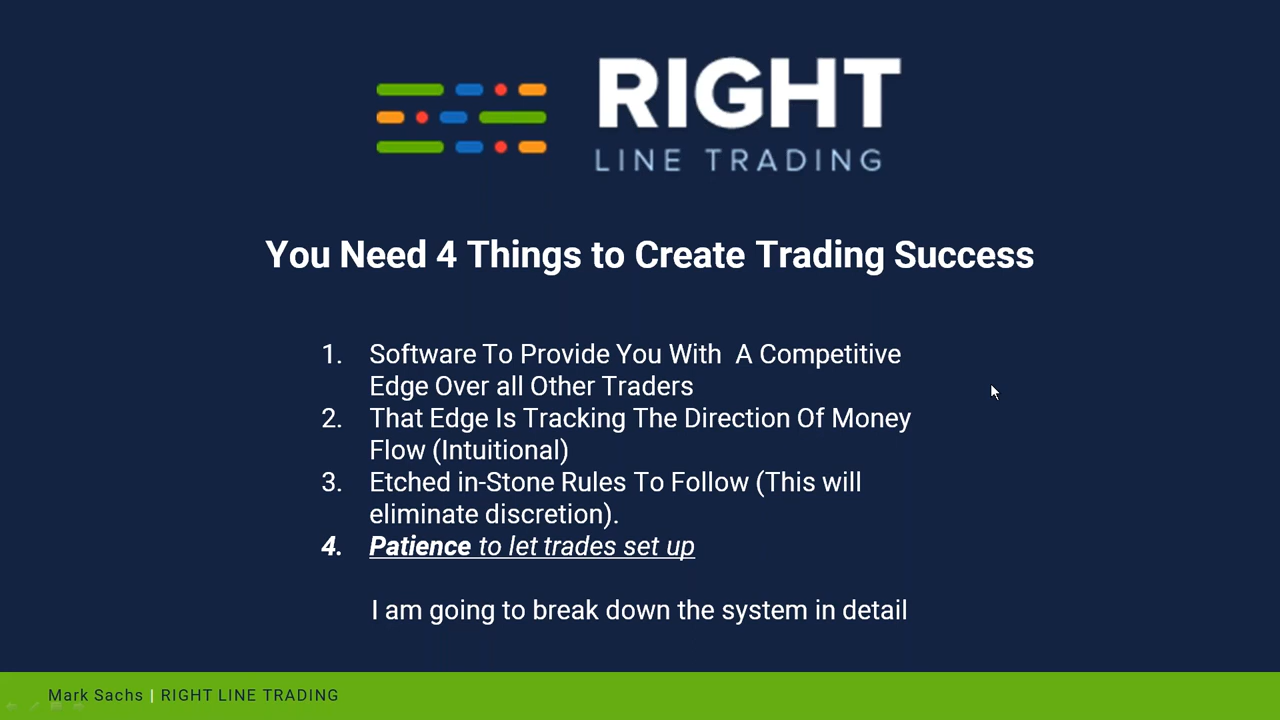 RIGHT
LINE TRADING
You Need 4 Things to Create Trading Success
1. Software To Provide You With  A Competitive
Edge Over all Other Traders
2. That Edge Is Tracking The Direction Of Money
Flow (Intuitional)
3. Etched in-Stone Rules To Follow (This will
eliminate discretion).
4. Patience to let trades set up
I am going to break down the system in detail
Mark Sachs | RIGHT LINE TRADING